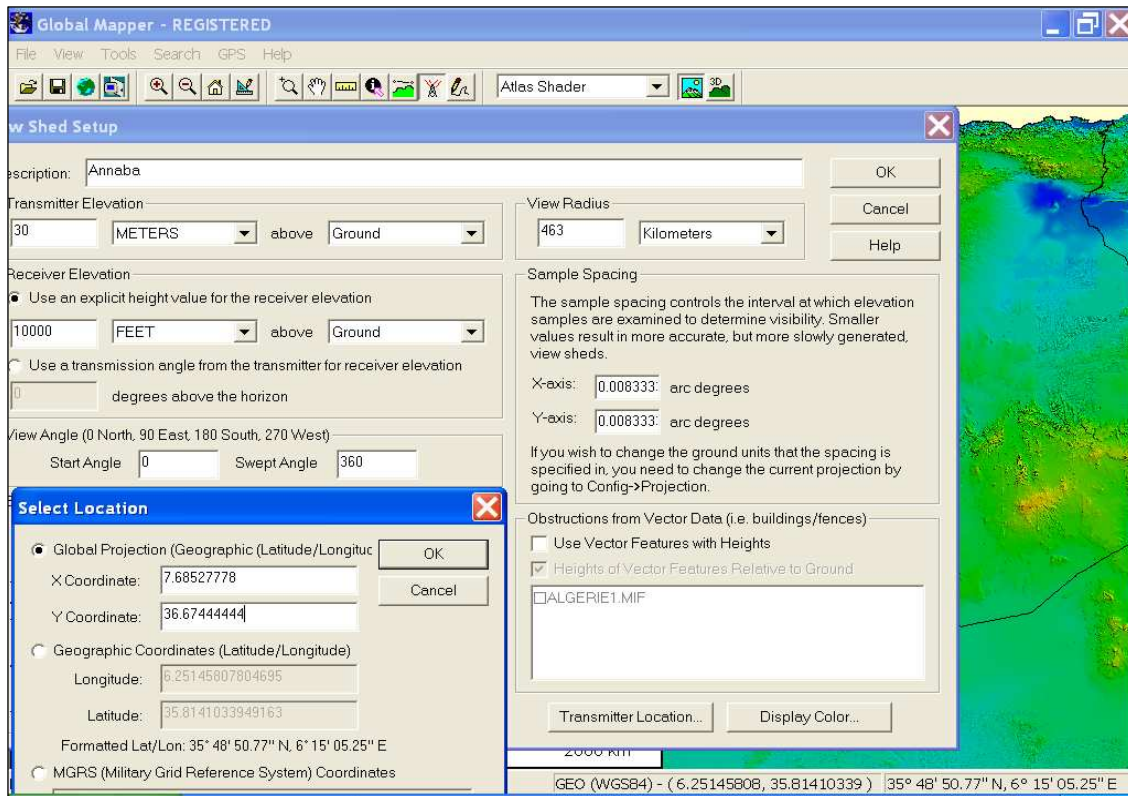 Global Mapper - REGISTERED
File View Tools Search GPS Help
Atlas Shader
3D
w Shed Setup
escription: Annaba
OK
Transmitter Elevation
30 METERS above Ground
View Radius
463 Kilometers
Cancel
Help
Receiver Elevation
Use an explicit height value for the receiver elevation
10000 FEET above Ground
Use a transmission angle from the transmitter for receiver elevation
0 degrees above the horizon
View Angle (0 North, 90 East, 180 South, 270 West)
Start Angle 0 Swept Angle 360
Sample Spacing
The sample spacing controls the interval at which elevation
samples are examined to determine visibility. Smaller
values result in more accurate, but more slowly generated,
view sheds.
X-axis: 0.008333 arc degrees
Y-axis: 0.008333 arc degrees
If you wish to change the ground units that the spacing is
specified in, you need to change the current projection by
going to Config->Projection.
Obstructions from Vector Data (i.e. buildings/fences)
Use Vector Features with Heights
Heights of Vector Features Relative to Ground
ALGERIE1.MIF
Transmitter Location... Display Color...
Select Location
Global Projection (Geographic (Latitude/Longituc
OK
X Coordinate: 7.68527778
Cancel
Y Coordinate: 36.67444444
Geographic Coordinates (Latitude/Longitude)
Longitude: 6.25145807804695
Latitude: 35.8141033949163
Formatted Lat/Lon: 35° 48' 50.77" N, 6° 15' 05.25" E
MGRS (Military Grid Reference System) Coordinates
2000 km
GEO (WGS84) - ( 6.25145808, 35.81410339 ) 35° 48' 50.77" N, 6° 15' 05.25" E